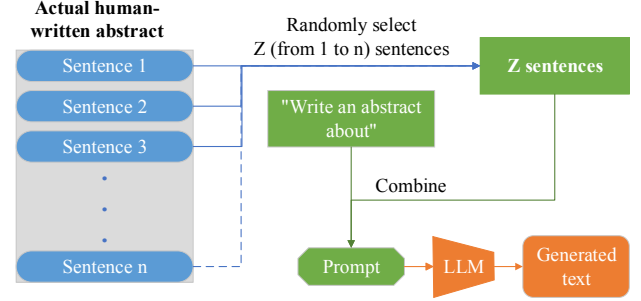 Actual human-
written abstract
Sentence 1
Sentence 2
Sentence 3
Sentence n
Randomly select
Z (from 1 to n) sentences
Z sentences
"Write an abstract
about"
Combine
Prompt
LLM
Generated
text